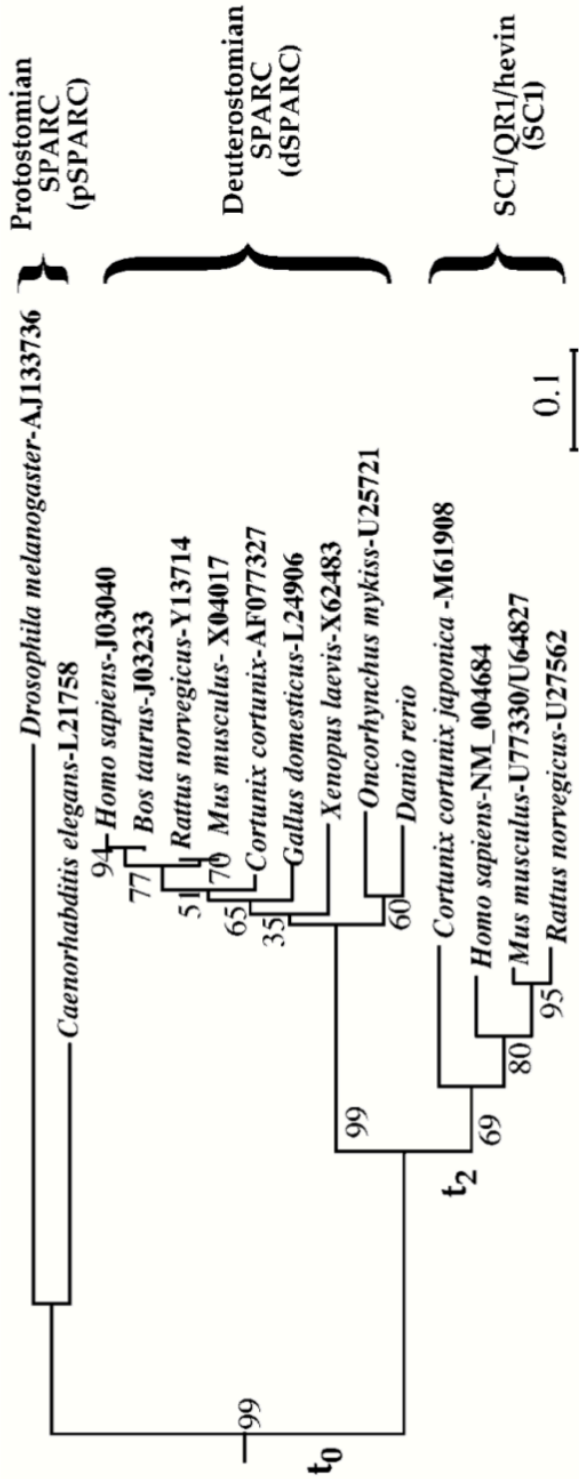 Protostomian
SPARC
(pSPARC)
Deuterostomian
SPARC
(dSPARC)
SC1/QR1/hevin
(SC1)
Drosophila melanogaster-AJ133736
Caenorhabditis elegans-L21758
Homo sapiens-J03040
Bos taurus-J03233
Rattus norvegicus-Y13714
Mus musculus- X04017
Cortunix cortunix-AF077327
Gallus domesticus-L24906
Xenopus laevis-X62483
Oncorhynchus mykiss-U25721
Danio rerio
Cortunix cortunix japonica -M61908
Homo sapiens-NM_004684
Mus musculus-U77330/U64827
Rattus norvegicus-U27562
94
77
70
51
65
35
60
99
69
80
95
99
t0
t2
0.1